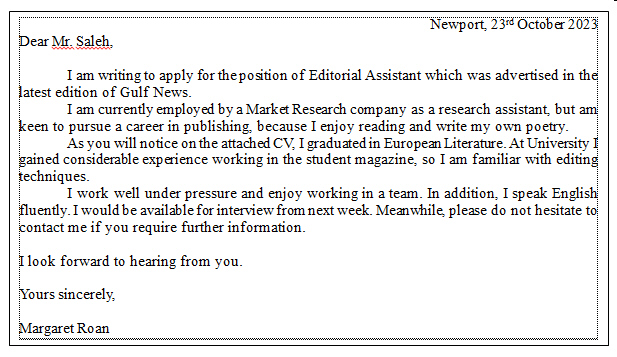 Newport, 23rd October 2023
Dear Mr. Saleh,
I am writing to apply for the position of Editorial Assistant which was advertised in the
latest edition of Gulf News.
I am currently employed by a Market Research company as a research assistant, but am
keen to pursue a career in publishing, because I enjoy reading and write my own poetry.
As you will notice on the attached CV, I graduated in European Literature. At University I
gained considerable experience working in the student magazine, so I am familiar with editing
techniques.
I work well under pressure and enjoy working in a team. In addition, I speak English
fluently. I would be available for interview from next week. Meanwhile, please do not hesitate to
contact me if you require further information.
I look forward to hearing from you.
Yours sincerely,
Margaret Roan